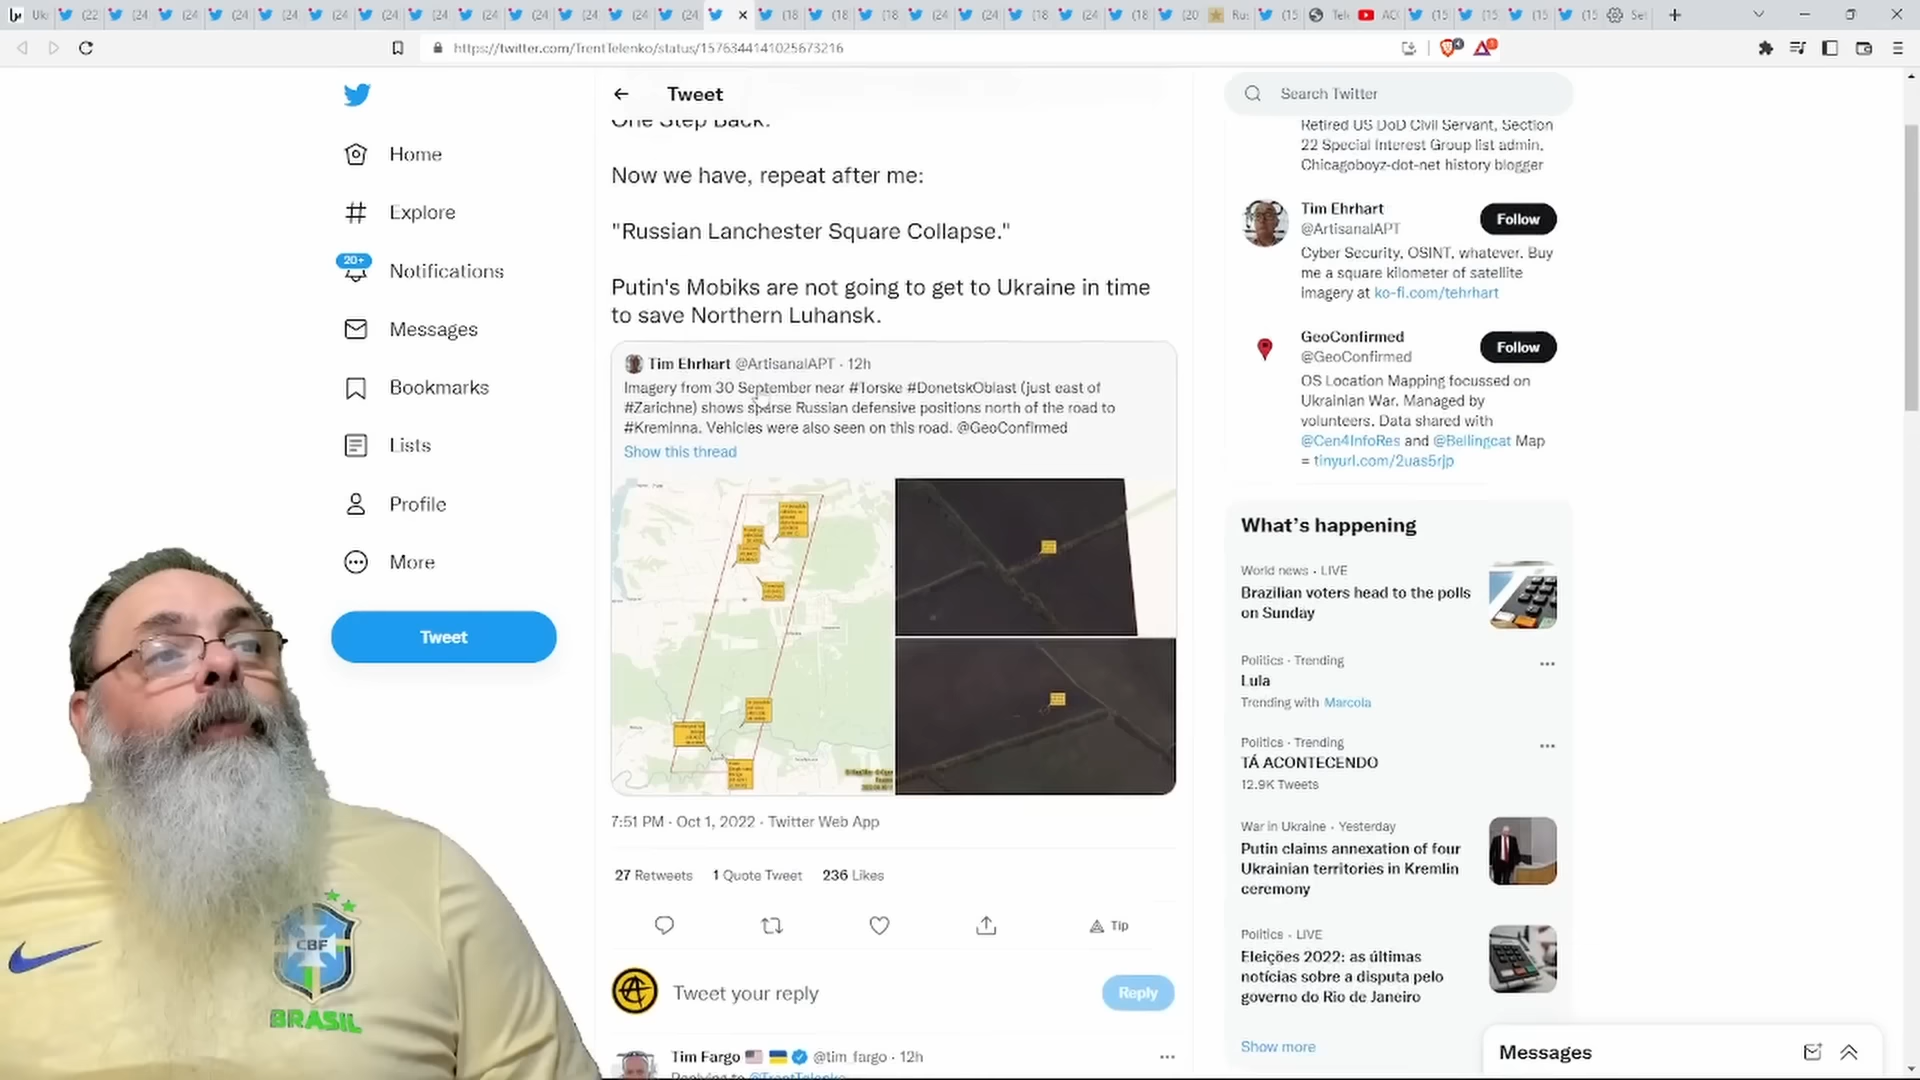 https://twitter.com/TrentTelenko/status/1576344141025673216
Home
Explore
20+
Notifications
Messages
Bookmarks
Lists
Profile
More
Tweet
Tweet
One Step Back.
Now we have, repeat after me:
"Russian Lanchester Square Collapse."
Putin's Mobiks are not going to get to Ukraine in time
to save Northern Luhansk.
Tim Ehrhart @ArtisanalAPT · 12h
Imagery from 30 September near #Torske #DonetskOblast (just east of
#Zarichne) shows sparse Russian defensive positions north of the road to
#Kreminna. Vehicles were also seen on this road. @GeoConfirmed
Show this thread
7:51 PM · Oct 1, 2022 · Twitter Web App
27 Retweets 1 Quote Tweet 236 Likes
Tip
Tweet your reply
Reply
Tim Fargo @tim_fargo · 12h
Replying to @TrentTelenko
Search Twitter
Retired US DoD Civil Servant, Section
22 Special Interest Group list admin,
Chicagoboyz-dot-net history blogger
Tim Ehrhart
@ArtisanalAPT
Follow
Cyber Security, OSINT, whatever. Buy
me a square kilometer of satellite
imagery at ko-fi.com/tehrhart
GeoConfirmed
@GeoConfirmed
Follow
OS Location Mapping focussed on
Ukrainian War. Managed by
volunteers. Data shared with
@Cen4InfoRes and @Bellingcat Map
= tinyurl.com/2uas5rjp
What's happening
World news · LIVE
Brazilian voters head to the polls
on Sunday
Politics · Trending
Lula
Trending with Marcola
Politics · Trending
TÁ ACONTECENDO
12.9K Tweets
War in Ukraine · Yesterday
Putin claims annexation of four
Ukrainian territories in Kremlin
ceremony
Politics · LIVE
Eleições 2022: as últimas
notícias sobre a disputa pelo
governo do Rio de Janeiro
Show more
Messages
CBF
BRASIL